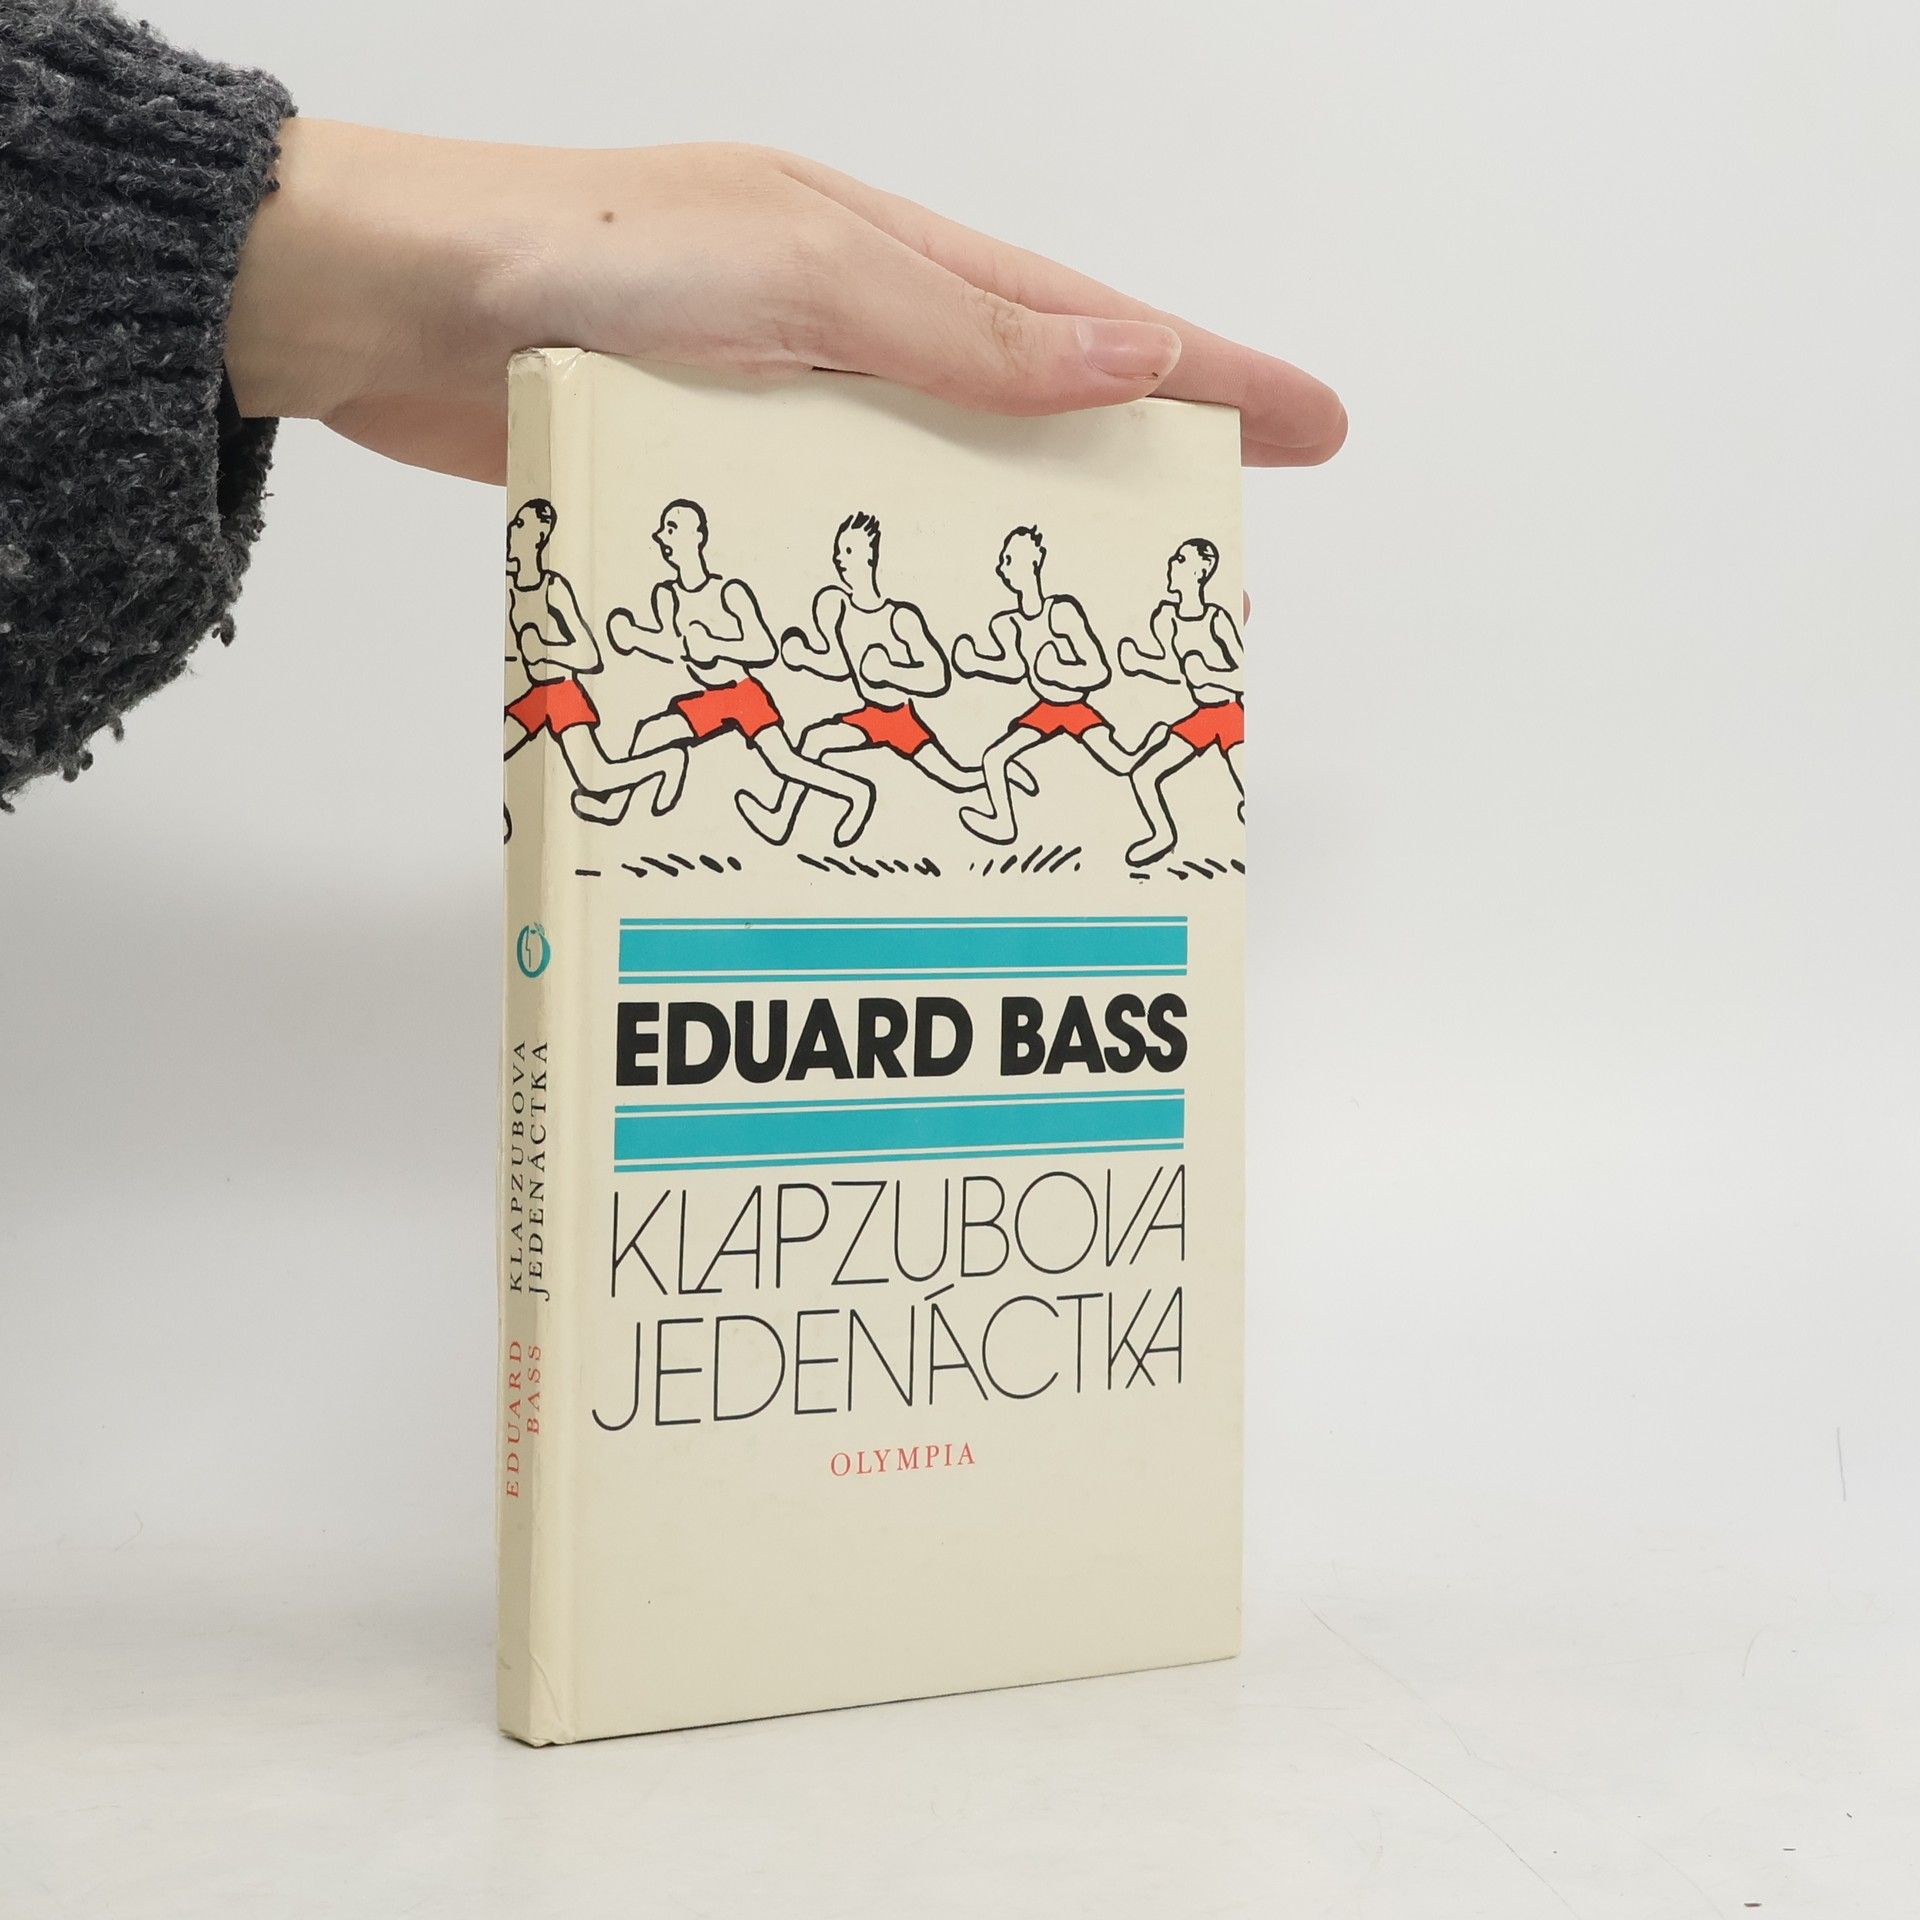 EDUARD BASS
KLAPZUBOVA
JEDENÁCTKA
OLYMPIA
EDUARD
BASS
KLAPZUBOVA
JEDENÁCTKA